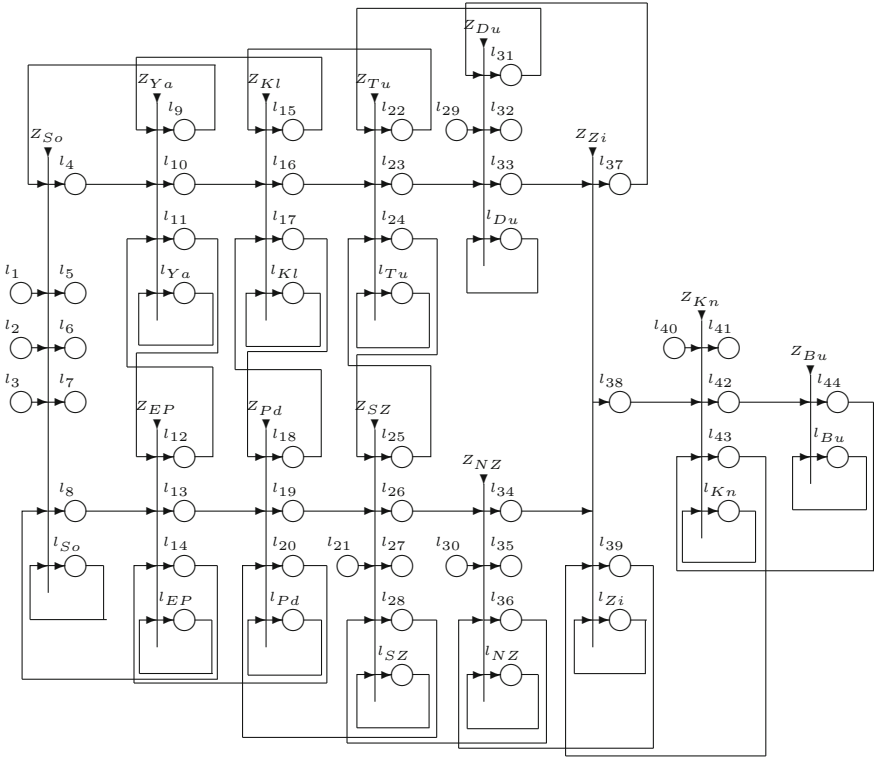 Z_Du
l_31
Z_Ya
Z_Kl
Z_Tu
l_9
l_15
l_22
l_29
l_32
Z_So
Z_Zi
l_4
l_10
l_16
l_23
l_33
l_37
l_11
l_17
l_24
l_Du
l_1
l_5
l_Ya
l_Kl
l_Tu
Z_Kn
l_2
l_6
l_40
l_41
Z_Bu
l_3
l_7
l_38
l_42
l_44
Z_EP
Z_Pd
Z_SZ
l_12
l_18
l_25
l_43
l_Bu
Z_NZ
l_8
l_13
l_19
l_26
l_34
l_Kn
l_So
l_14
l_20
l_21
l_27
l_30
l_35
l_39
l_EP
l_Pd
l_28
l_36
l_Zi
l_SZ
l_NZ